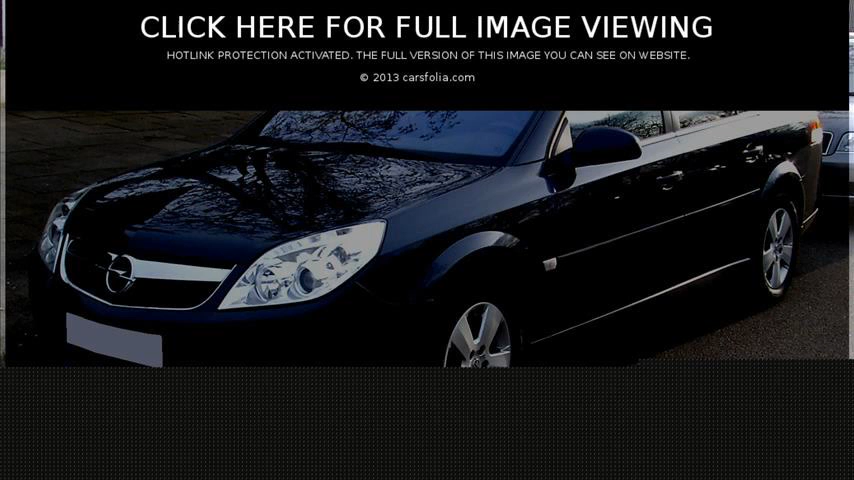 CLICK HERE FOR FULL IMAGE VIEWING
HOTLINK PROTECTION ACTIVATED. THE FULL VERSION OF THIS IMAGE YOU CAN SEE ON WEBSITE.
© 2013 carsfolia.com